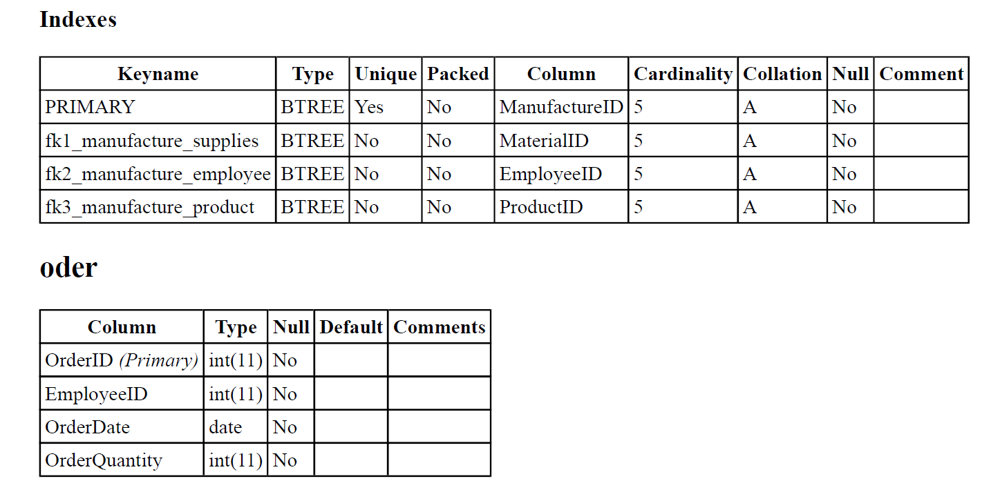 Indexes
Keyname Type Unique Packed Column Cardinality Collation Null Comment
PRIMARY BTREE Yes No ManufactureID 5 A No
fk1_manufacture_supplies BTREE No No MaterialID 5 A No
fk2_manufacture_employee BTREE No No EmployeeID 5 A No
fk3_manufacture_product BTREE No No ProductID 5 A No
oder
Column Type Null Default Comments
OrderID (Primary) int(11) No
EmployeeID int(11) No
OrderDate date No
OrderQuantity int(11) No